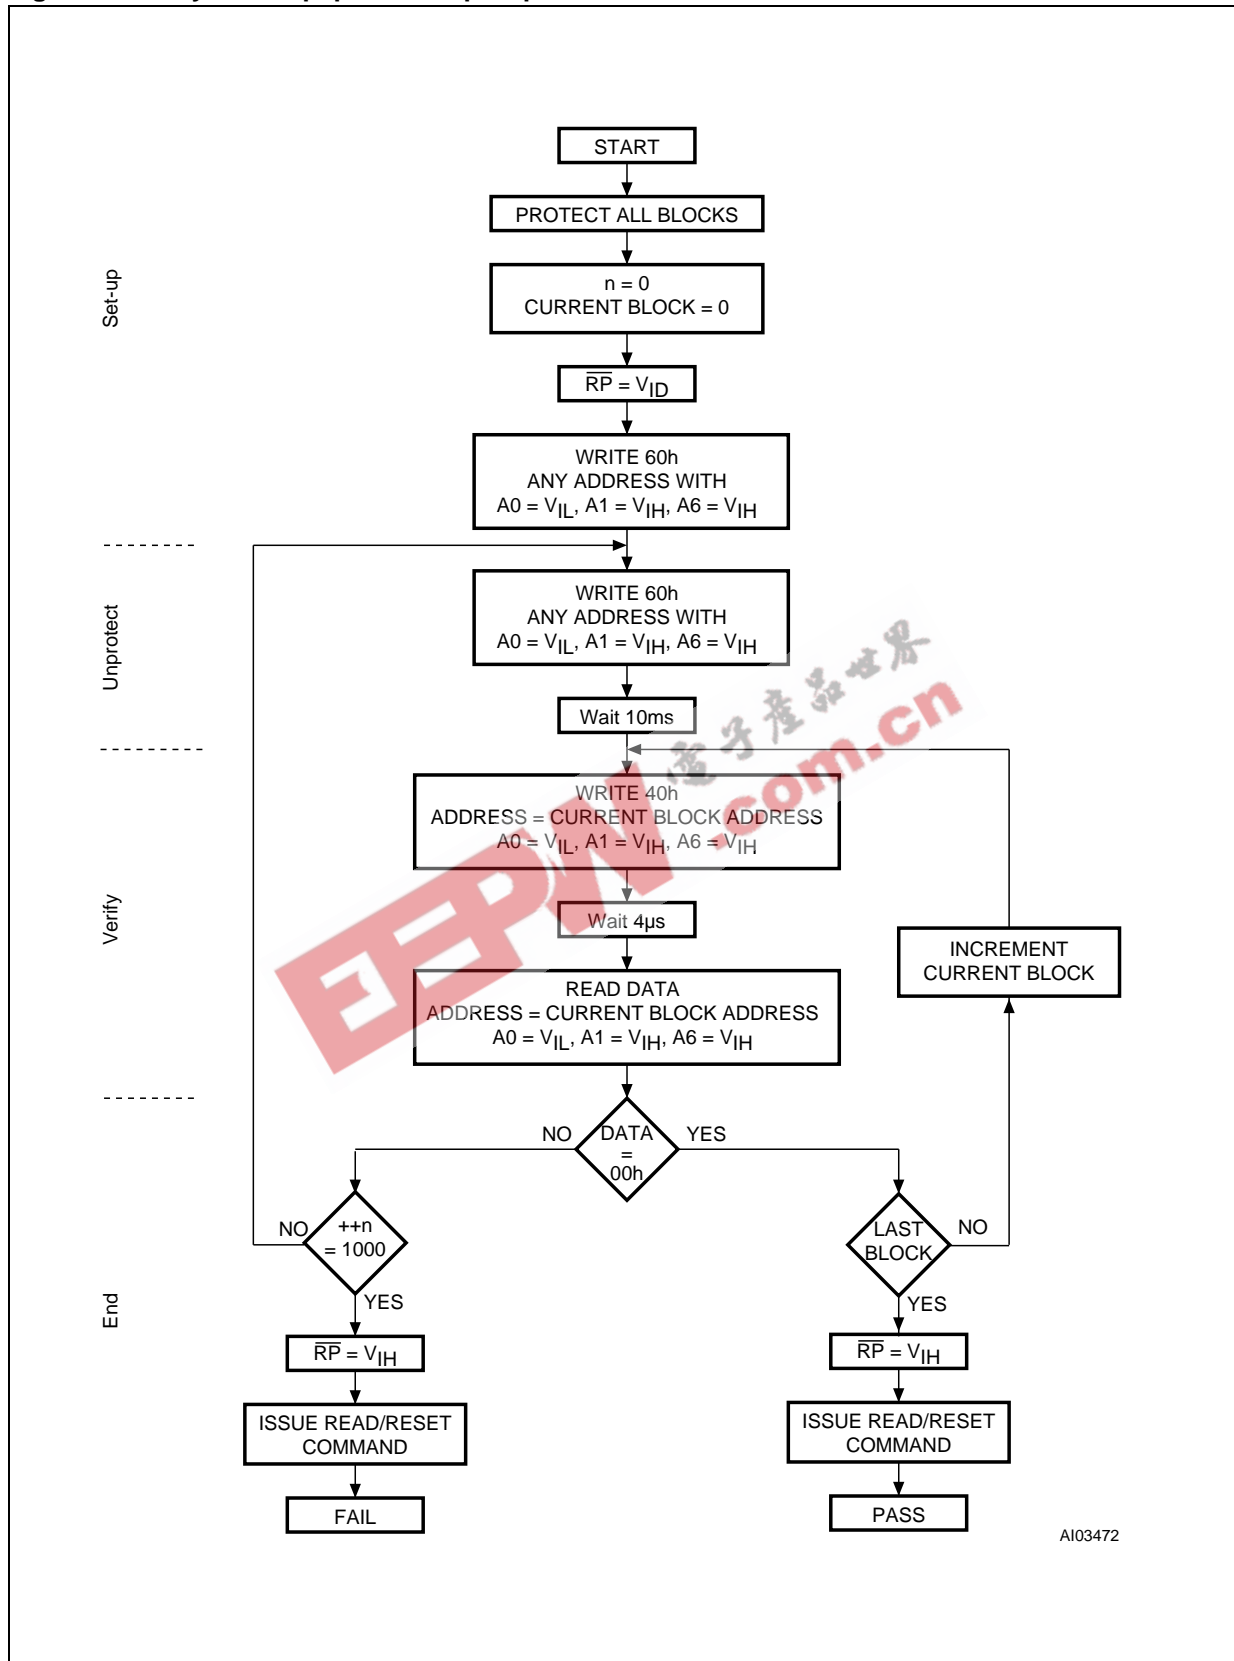 START
PROTECT ALL BLOCKS
n = 0
CURRENT BLOCK = 0
Set-up
RP = VID
WRITE 60h
ANY ADDRESS WITH
A0 = VIL, A1 = VIH, A6 = VIH
Unprotect
WRITE 60h
ANY ADDRESS WITH
A0 = VIL, A1 = VIH, A6 = VIH
Wait 10ms
電子產品世界
EEPW.com.cn
Verify
WRITE 40h
ADDRESS = CURRENT BLOCK ADDRESS
A0 = VIL, A1 = VIH, A6 = VIH
Wait 4µs
INCREMENT
CURRENT BLOCK
READ DATA
ADDRESS = CURRENT BLOCK ADDRESS
A0 = VIL, A1 = VIH, A6 = VIH
NO
DATA
=
00h
YES
End
NO
++n
= 1000
YES
LAST
BLOCK
NO
YES
RP = VIH
RP = VIH
ISSUE READ/RESET
COMMAND
ISSUE READ/RESET
COMMAND
FAIL
PASS
AI03472